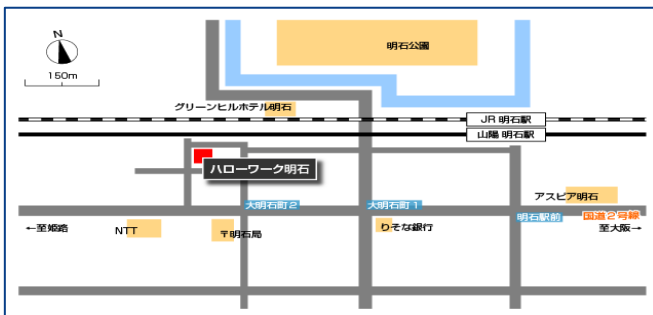 N
150m
明石公園
グリーンヒルホテル明石
JR 明石駅
山陽 明石駅
ハローワーク明石
アスピア明石
大明石町2
大明石町1
明石駅前
国道2号線
←至姫路
NTT
〒明石局
りそな銀行
至大阪→